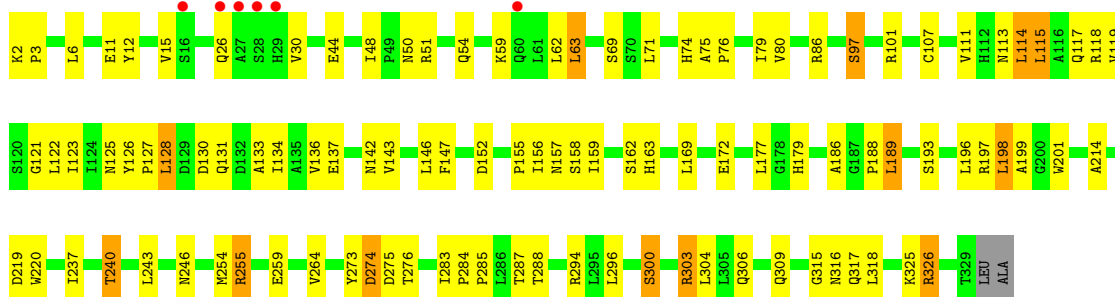 K2 P3 L6 E11 Y12 V15 S16 Q26 A27 S28 H29 V30 E44 I48 P49 N50 R51 Q54 K59 Q60 L61 L62 L63 S69 S70 L71 H74 A75 P76 I79 V80 R86 S97 R101 C107 V111 H112 N113 L114 L115 A116 Q117 R118 V119
S120 G121 L122 I123 I124 N125 Y126 P127 L128 D129 D130 Q131 D132 A133 I134 A135 V136 E137 N142 V143 L146 F147 D152 P155 I156 N157 S158 I159 S162 H163 L169 E172 L177 G178 H179 A186 G187 P188 L189 S193 L196 R197 L198 A199 G200 W201 A214
D219 W220 I237 T240 L243 N246 M254 R255 E259 V264 Y273 D274 D275 T276 I283 P284 P285 L286 T287 T288 R294 L295 L296 S300 R303 L304 L305 Q306 Q309 G315 N316 Q317 L318 K325 R326 T329 LEU ALA